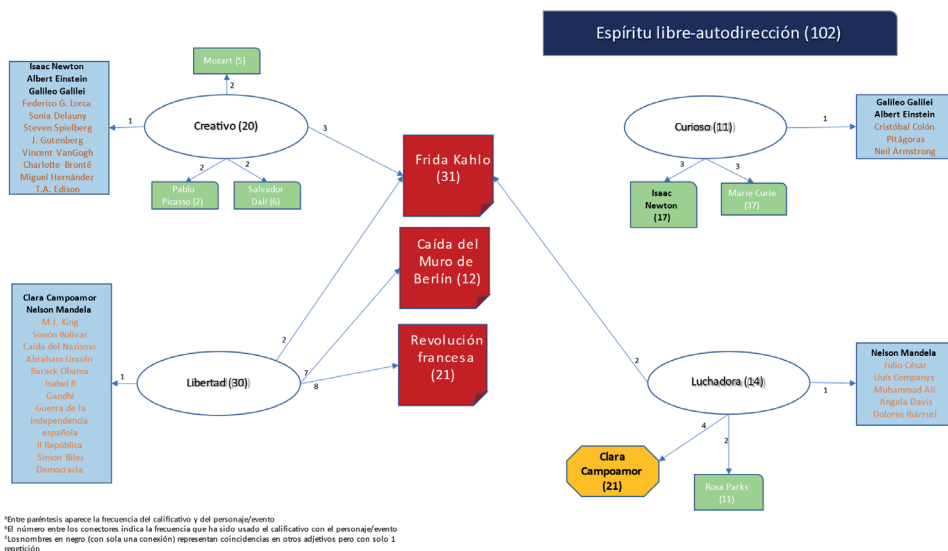 Espíritu libre-autodirección (102)
Mozart (5)
2
Isaac Newton
Albert Einstein
Galileo Galilei
Federico G. Lorca
Sonia Delauny
Steven Spielberg
J. Gutenberg
Vincent VanGogh
Charlotte Brontë
Miguel Hernández
T.A. Edison
1
Creativo (20)
3
2
2
Pablo
Picasso (2)
Salvador
Dalí (6)
Frida Kahlo
(31)
Caída del
Muro de
Berlín (12)
Revolución
francesa
(21)
Curioso (11)
1
Galileo Galilei
Albert Einstein
Cristóbal Colón
Pitágoras
Neil Armstrong
3
3
Isaac
Newton
(17)
Marie Curie
(37)
Clara Campoamor
Nelson Mandela
M.L. King
Simón Bolivar
Caída del Nazismo
Abraham Lincoln
Barack Obama
Isabel II
Gandhi
Guerra de la
independencia
española
II República
Simon Biles
Democracia
1
Libertad (30)
2
7
8
2
Luchadora (14)
1
Nelson Mandela
Julio César
Lluís Companys
Muhammad Alí
Angela Davis
Dolores Ibárruri
4
2
Clara
Campoamor
(21)
Rosa Parks
(11)
ªEntre paréntesis aparece la frecuencia del calificativo y del personaje/evento
ᵇEl número entre los conectores indica la frecuencia que ha sido usado el calificativo con el personaje/evento
ᶜLosnombres en negro (con sola una conexión) representan coincidencias en otros adjetivos pero con solo 1
repetición